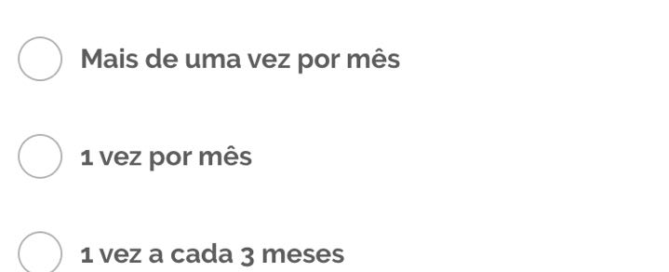 Mais de uma vez por mês
1 vez por mês
1 vez a cada 3 meses